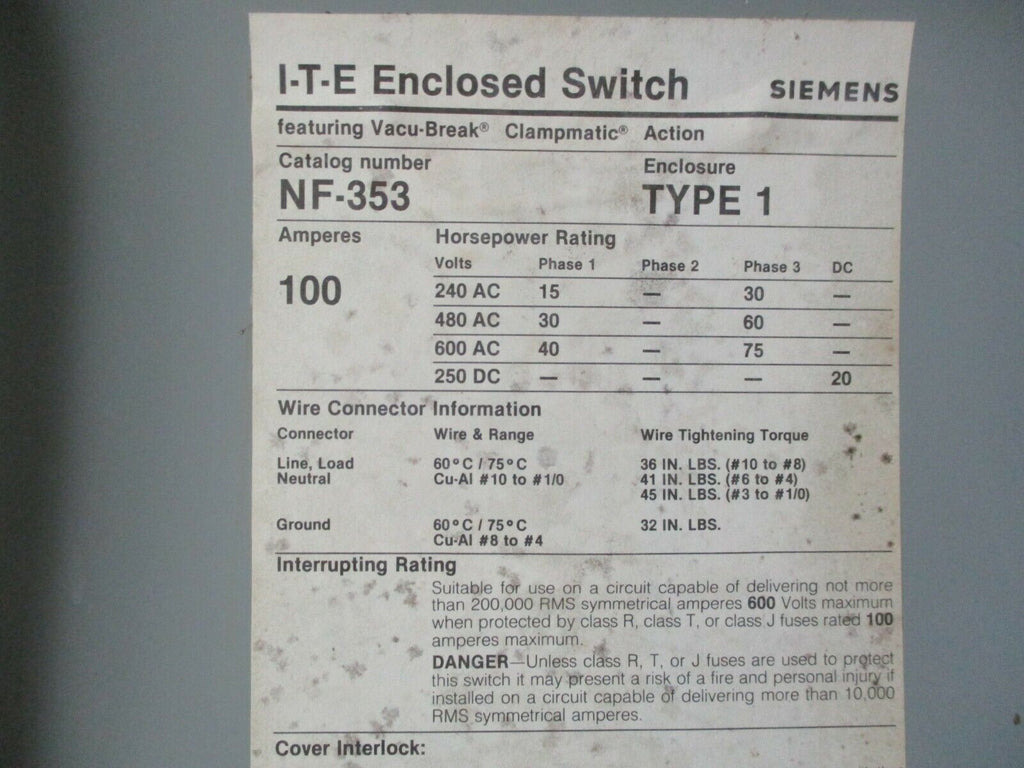 I-T-E Enclosed Switch SIEMENS
featuring Vacu-Break® Clampmatic® Action
Catalog number Enclosure
NF-353 TYPE 1
Amperes Horsepower Rating
Volts Phase 1 Phase 2 Phase 3 DC
100 240 AC 15 — 30 —
480 AC 30 — 60 —
600 AC 40 — 75 —
250 DC — — — 20
Wire Connector Information
Connector Wire & Range Wire Tightening Torque
Line, Load 60°C / 75°C 36 IN. LBS. (#10 to #8)
Neutral Cu-Al #10 to #1/0 41 IN. LBS. (#6 to #4)
45 IN. LBS. (#3 to #1/0)
Ground 60°C / 75°C 32 IN. LBS.
Cu-Al #8 to #4
Interrupting Rating
Suitable for use on a circuit capable of delivering not more
than 200,000 RMS symmetrical amperes 600 Volts maximum
when protected by class R, class T, or class J fuses rated 100
amperes maximum.
DANGER—Unless class R, T, or J fuses are used to protect
this switch it may present a risk of a fire and personal injury if
installed on a circuit capable of delivering more than 10,000
RMS symmetrical amperes.
Cover Interlock: